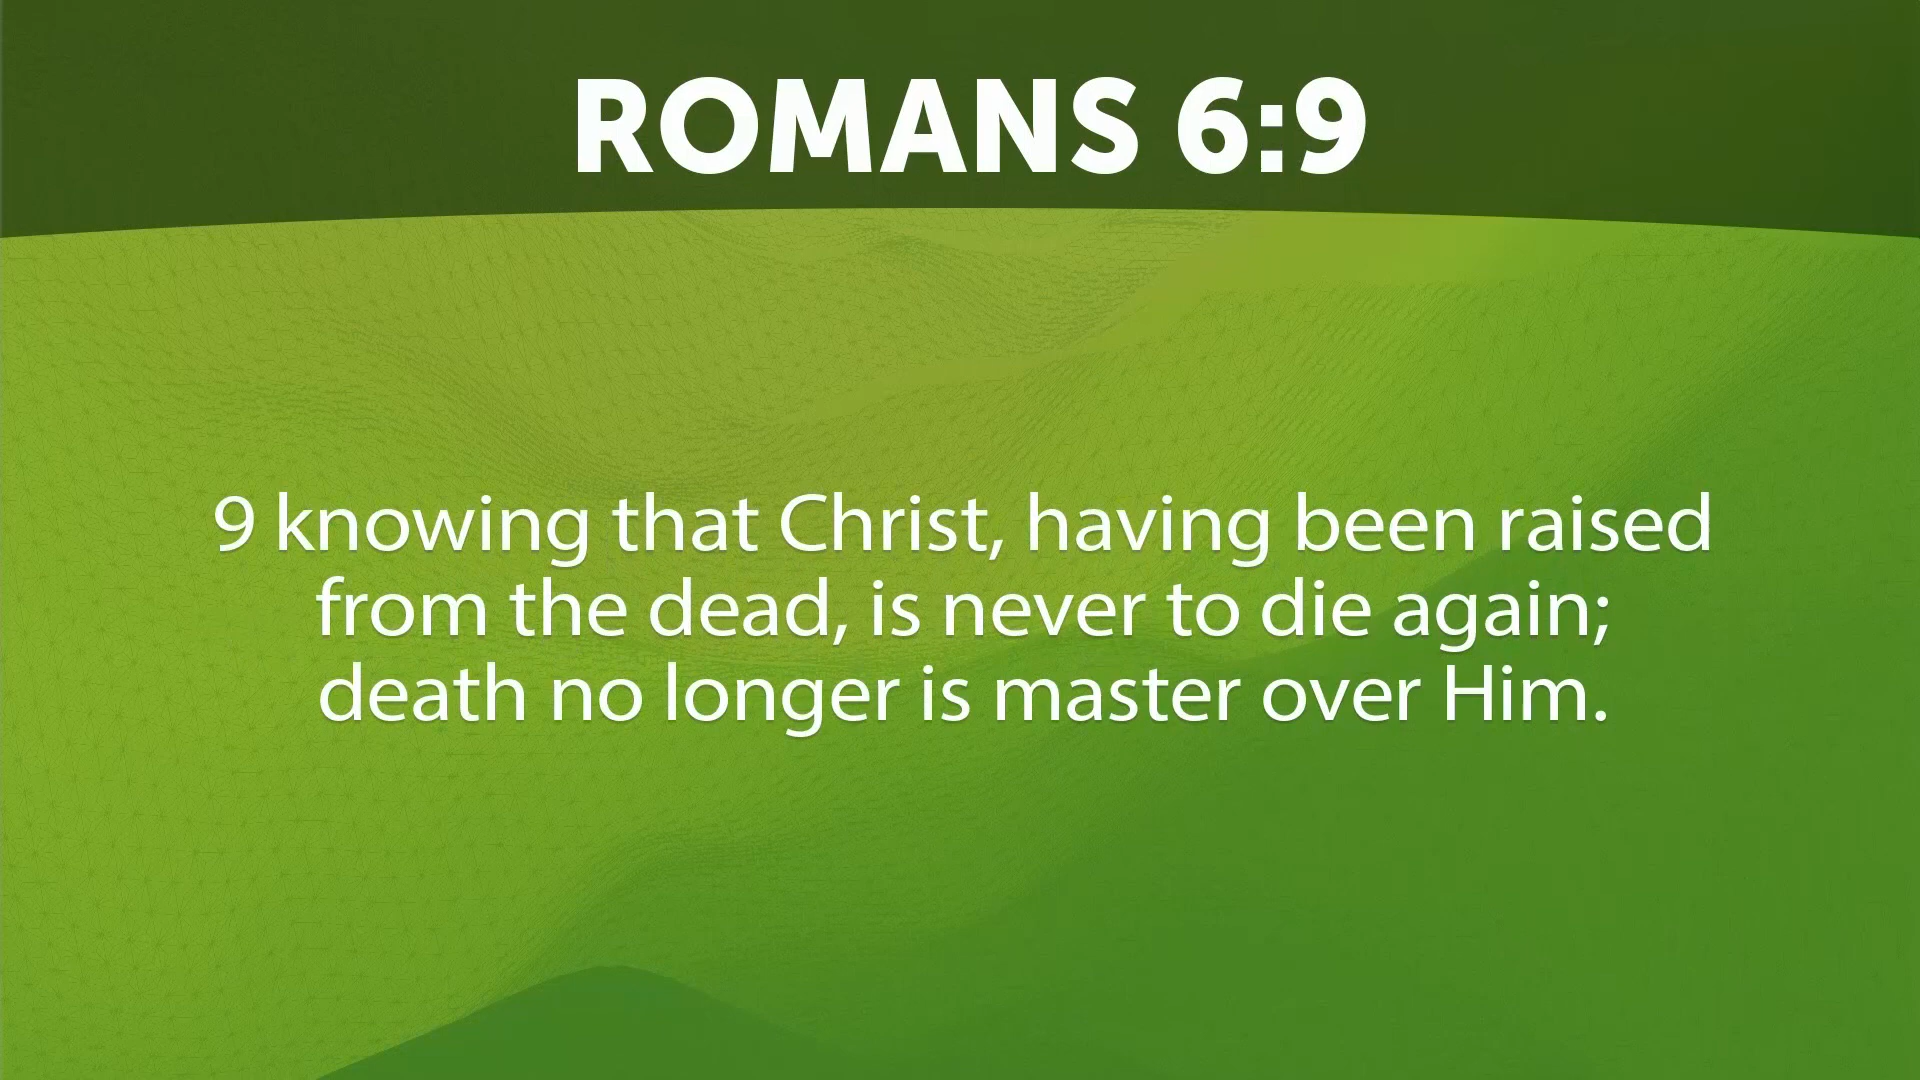 ROMANS 6:9
9 knowing that Christ, having been raised
from the dead, is never to die again;
death no longer is master over Him.